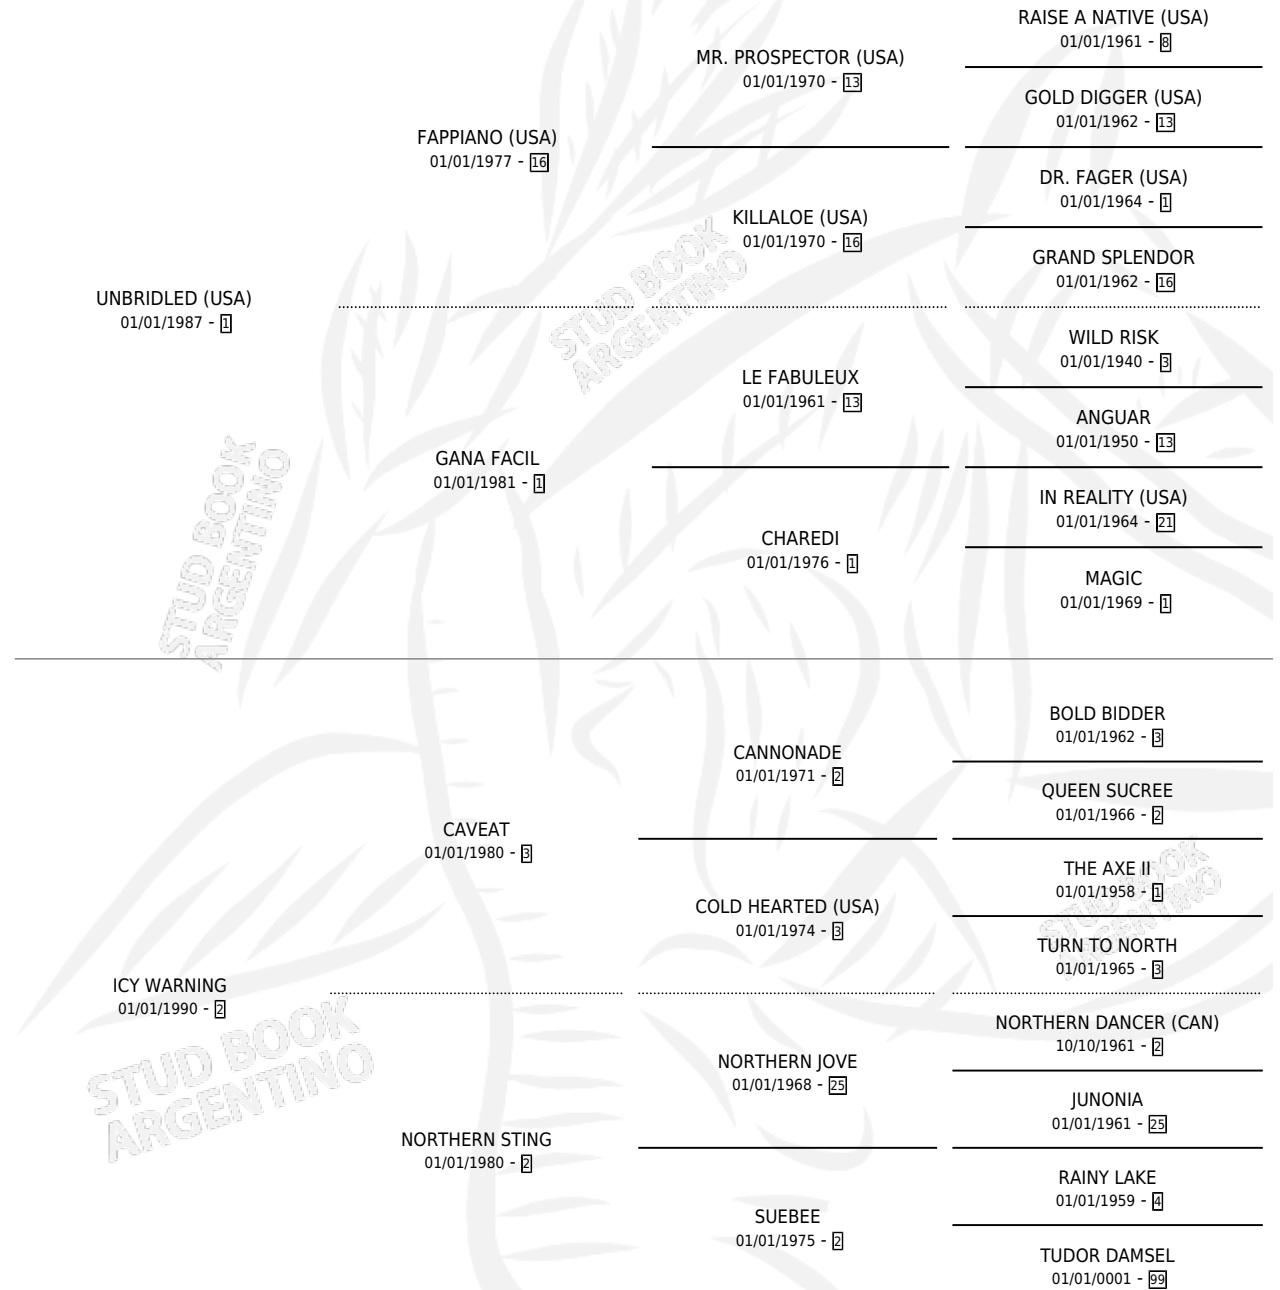 RAISE A NATIVE (USA)
01/01/1961 - 8
MR. PROSPECTOR (USA)
01/01/1970 - 13
GOLD DIGGER (USA)
01/01/1962 - 13
FAPPIANO (USA)
01/01/1977 - 16
DR. FAGER (USA)
01/01/1964 - 1
KILLALOE (USA)
01/01/1970 - 16
GRAND SPLENDOR
01/01/1962 - 16
UNBRIDLED (USA)
01/01/1987 - 1
WILD RISK
01/01/1940 - 3
LE FABULEUX
01/01/1961 - 13
ANGUAR
01/01/1950 - 13
GANA FACIL
01/01/1981 - 1
IN REALITY (USA)
01/01/1964 - 21
CHAREDI
01/01/1976 - 1
MAGIC
01/01/1969 - 1
BOLD BIDDER
01/01/1962 - 3
CANNONADE
01/01/1971 - 2
QUEEN SUCREE
01/01/1966 - 2
CAVEAT
01/01/1980 - 3
THE AXE II
01/01/1958 - 1
COLD HEARTED (USA)
01/01/1974 - 3
TURN TO NORTH
01/01/1965 - 3
ICY WARNING
01/01/1990 - 2
NORTHERN DANCER (CAN)
10/10/1961 - 2
NORTHERN JOVE
01/01/1968 - 25
JUNONIA
01/01/1961 - 25
NORTHERN STING
01/01/1980 - 2
RAINY LAKE
01/01/1959 - 4
SUEBEE
01/01/1975 - 2
TUDOR DAMSEL
01/01/0001 - 99
STUD BOOK
ARGENTINO
STUD BOOK
ARGENTINO
STUD BOOK
ARGENTINO
STUD BOOK
ARGENTINO